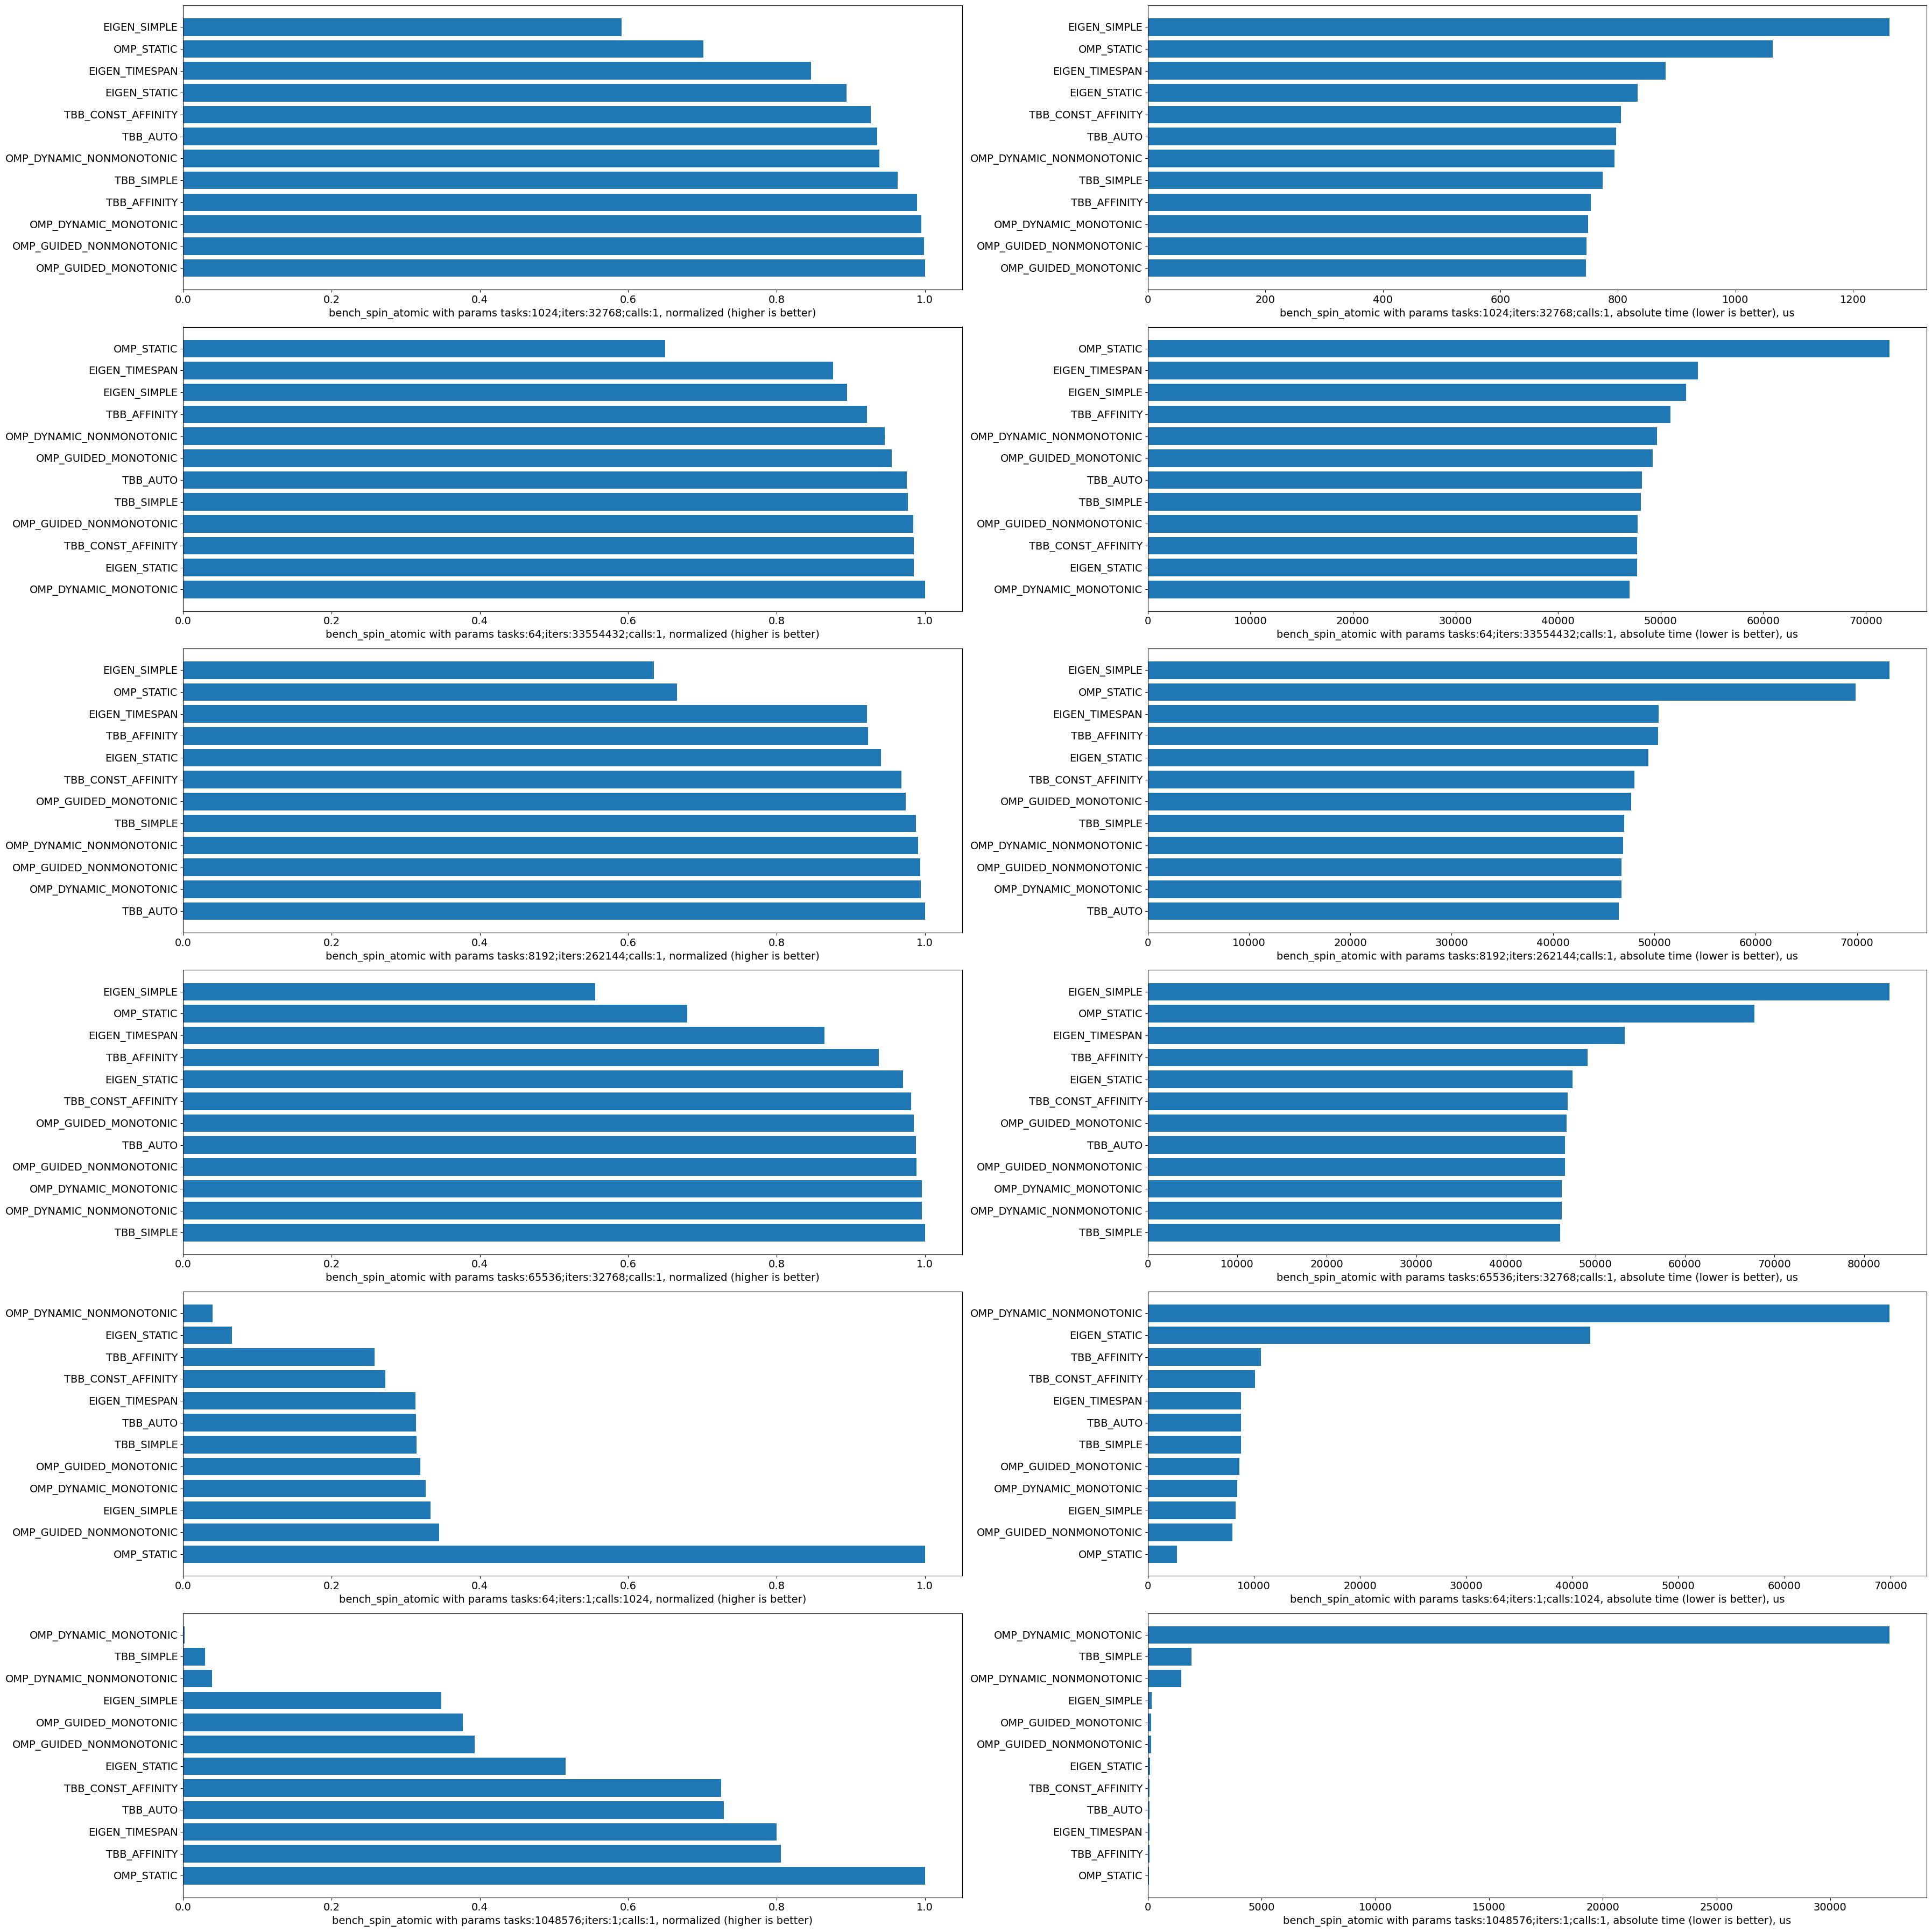 EIGEN_SIMPLE
OMP_STATIC
EIGEN_TIMESPAN
EIGEN_STATIC
TBB_CONST_AFFINITY
TBB_AUTO
OMP_DYNAMIC_NONMONOTONIC
TBB_SIMPLE
TBB_AFFINITY
OMP_DYNAMIC_MONOTONIC
OMP_GUIDED_NONMONOTONIC
OMP_GUIDED_MONOTONIC
0.0 0.2 0.4 0.6 0.8 1.0
bench_spin_atomic with params tasks:1024;iters:32768;calls:1, normalized (higher is better)
EIGEN_SIMPLE
OMP_STATIC
EIGEN_TIMESPAN
EIGEN_STATIC
TBB_CONST_AFFINITY
TBB_AUTO
OMP_DYNAMIC_NONMONOTONIC
TBB_SIMPLE
TBB_AFFINITY
OMP_DYNAMIC_MONOTONIC
OMP_GUIDED_NONMONOTONIC
OMP_GUIDED_MONOTONIC
0 200 400 600 800 1000 1200
bench_spin_atomic with params tasks:1024;iters:32768;calls:1, absolute time (lower is better), us
OMP_STATIC
EIGEN_TIMESPAN
EIGEN_SIMPLE
TBB_AFFINITY
OMP_DYNAMIC_NONMONOTONIC
OMP_GUIDED_MONOTONIC
TBB_AUTO
TBB_SIMPLE
OMP_GUIDED_NONMONOTONIC
TBB_CONST_AFFINITY
EIGEN_STATIC
OMP_DYNAMIC_MONOTONIC
0.0 0.2 0.4 0.6 0.8 1.0
bench_spin_atomic with params tasks:64;iters:33554432;calls:1, normalized (higher is better)
OMP_STATIC
EIGEN_TIMESPAN
EIGEN_SIMPLE
TBB_AFFINITY
OMP_DYNAMIC_NONMONOTONIC
OMP_GUIDED_MONOTONIC
TBB_AUTO
TBB_SIMPLE
OMP_GUIDED_NONMONOTONIC
TBB_CONST_AFFINITY
EIGEN_STATIC
OMP_DYNAMIC_MONOTONIC
0 10000 20000 30000 40000 50000 60000 70000
bench_spin_atomic with params tasks:64;iters:33554432;calls:1, absolute time (lower is better), us
EIGEN_SIMPLE
OMP_STATIC
EIGEN_TIMESPAN
TBB_AFFINITY
EIGEN_STATIC
TBB_CONST_AFFINITY
OMP_GUIDED_MONOTONIC
TBB_SIMPLE
OMP_DYNAMIC_NONMONOTONIC
OMP_GUIDED_NONMONOTONIC
OMP_DYNAMIC_MONOTONIC
TBB_AUTO
0.0 0.2 0.4 0.6 0.8 1.0
bench_spin_atomic with params tasks:8192;iters:262144;calls:1, normalized (higher is better)
EIGEN_SIMPLE
OMP_STATIC
EIGEN_TIMESPAN
TBB_AFFINITY
EIGEN_STATIC
TBB_CONST_AFFINITY
OMP_GUIDED_MONOTONIC
TBB_SIMPLE
OMP_DYNAMIC_NONMONOTONIC
OMP_GUIDED_NONMONOTONIC
OMP_DYNAMIC_MONOTONIC
TBB_AUTO
0 10000 20000 30000 40000 50000 60000 70000
bench_spin_atomic with params tasks:8192;iters:262144;calls:1, absolute time (lower is better), us
EIGEN_SIMPLE
OMP_STATIC
EIGEN_TIMESPAN
TBB_AFFINITY
EIGEN_STATIC
TBB_CONST_AFFINITY
OMP_GUIDED_MONOTONIC
TBB_AUTO
OMP_GUIDED_NONMONOTONIC
OMP_DYNAMIC_MONOTONIC
OMP_DYNAMIC_NONMONOTONIC
TBB_SIMPLE
0.0 0.2 0.4 0.6 0.8 1.0
bench_spin_atomic with params tasks:65536;iters:32768;calls:1, normalized (higher is better)
EIGEN_SIMPLE
OMP_STATIC
EIGEN_TIMESPAN
TBB_AFFINITY
EIGEN_STATIC
TBB_CONST_AFFINITY
OMP_GUIDED_MONOTONIC
TBB_AUTO
OMP_GUIDED_NONMONOTONIC
OMP_DYNAMIC_MONOTONIC
OMP_DYNAMIC_NONMONOTONIC
TBB_SIMPLE
0 10000 20000 30000 40000 50000 60000 70000 80000
bench_spin_atomic with params tasks:65536;iters:32768;calls:1, absolute time (lower is better), us
OMP_DYNAMIC_NONMONOTONIC
EIGEN_STATIC
TBB_AFFINITY
TBB_CONST_AFFINITY
EIGEN_TIMESPAN
TBB_AUTO
TBB_SIMPLE
OMP_GUIDED_MONOTONIC
OMP_DYNAMIC_MONOTONIC
EIGEN_SIMPLE
OMP_GUIDED_NONMONOTONIC
OMP_STATIC
0.0 0.2 0.4 0.6 0.8 1.0
bench_spin_atomic with params tasks:64;iters:1;calls:1024, normalized (higher is better)
OMP_DYNAMIC_NONMONOTONIC
EIGEN_STATIC
TBB_AFFINITY
TBB_CONST_AFFINITY
EIGEN_TIMESPAN
TBB_AUTO
TBB_SIMPLE
OMP_GUIDED_MONOTONIC
OMP_DYNAMIC_MONOTONIC
EIGEN_SIMPLE
OMP_GUIDED_NONMONOTONIC
OMP_STATIC
0 10000 20000 30000 40000 50000 60000 70000
bench_spin_atomic with params tasks:64;iters:1;calls:1024, absolute time (lower is better), us
OMP_DYNAMIC_MONOTONIC
TBB_SIMPLE
OMP_DYNAMIC_NONMONOTONIC
EIGEN_SIMPLE
OMP_GUIDED_MONOTONIC
OMP_GUIDED_NONMONOTONIC
EIGEN_STATIC
TBB_CONST_AFFINITY
TBB_AUTO
EIGEN_TIMESPAN
TBB_AFFINITY
OMP_STATIC
0.0 0.2 0.4 0.6 0.8 1.0
bench_spin_atomic with params tasks:1048576;iters:1;calls:1, normalized (higher is better)
OMP_DYNAMIC_MONOTONIC
TBB_SIMPLE
OMP_DYNAMIC_NONMONOTONIC
EIGEN_SIMPLE
OMP_GUIDED_MONOTONIC
OMP_GUIDED_NONMONOTONIC
EIGEN_STATIC
TBB_CONST_AFFINITY
TBB_AUTO
EIGEN_TIMESPAN
TBB_AFFINITY
OMP_STATIC
0 5000 10000 15000 20000 25000 30000
bench_spin_atomic with params tasks:1048576;iters:1;calls:1, absolute time (lower is better), us